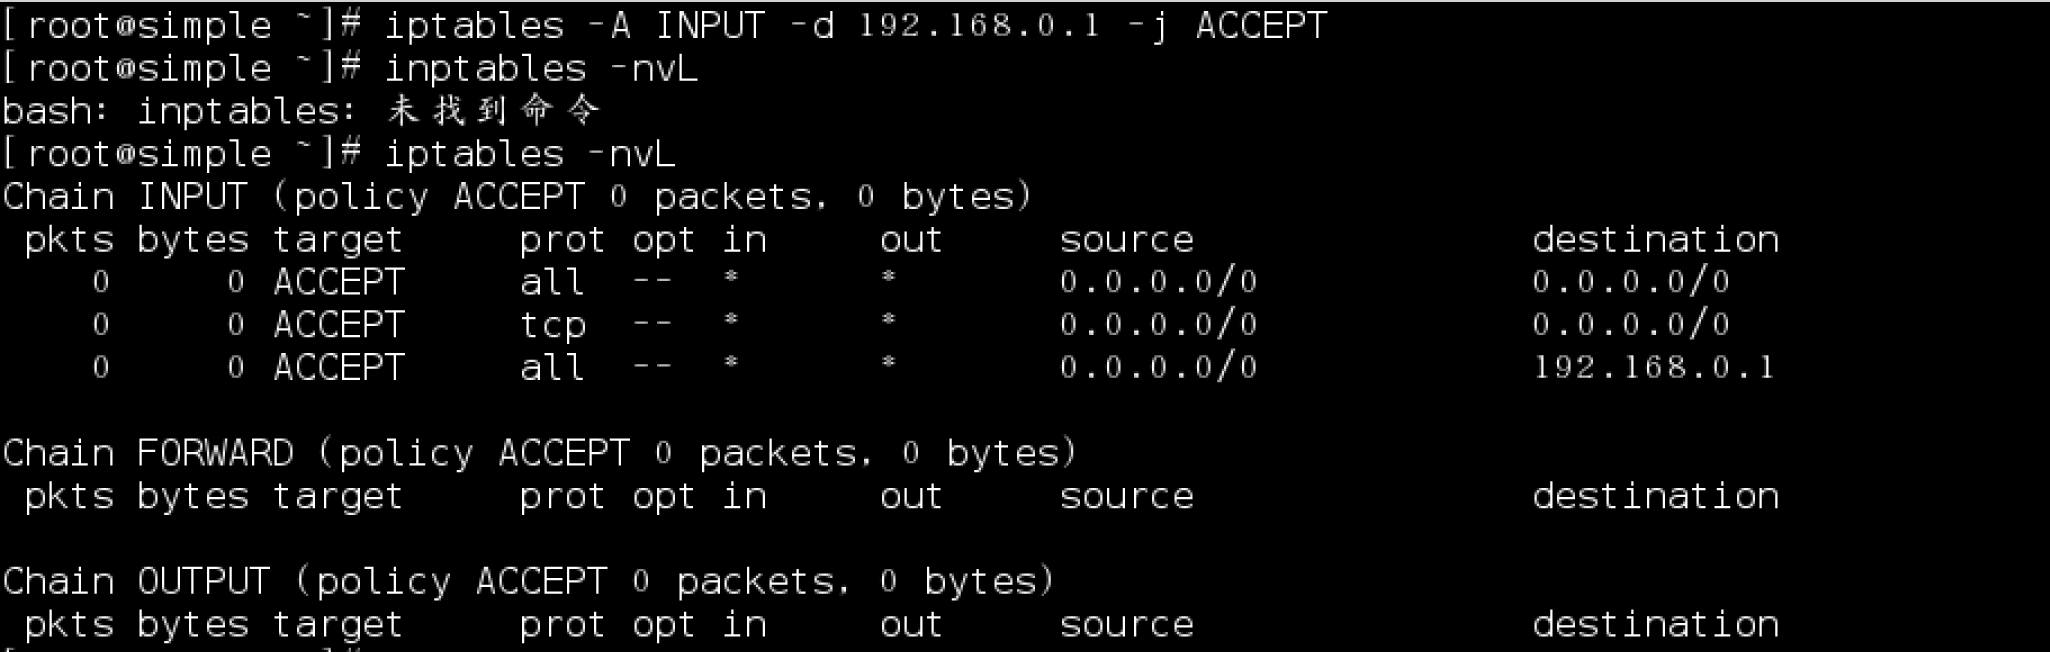 [root@simple ~]# iptables -A INPUT -d 192.168.0.1 -j ACCEPT
[root@simple ~]# inptables -nvL
bash: inptables: 未找到命令
[root@simple ~]# iptables -nvL
Chain INPUT (policy ACCEPT 0 packets, 0 bytes)
 pkts bytes target     prot opt in     out     source               destination
    0     0 ACCEPT     all  --  *      *       0.0.0.0/0            0.0.0.0/0
    0     0 ACCEPT     tcp  --  *      *       0.0.0.0/0            0.0.0.0/0
    0     0 ACCEPT     all  --  *      *       0.0.0.0/0            192.168.0.1
Chain FORWARD (policy ACCEPT 0 packets, 0 bytes)
 pkts bytes target     prot opt in     out     source               destination
Chain OUTPUT (policy ACCEPT 0 packets, 0 bytes)
 pkts bytes target     prot opt in     out     source               destination